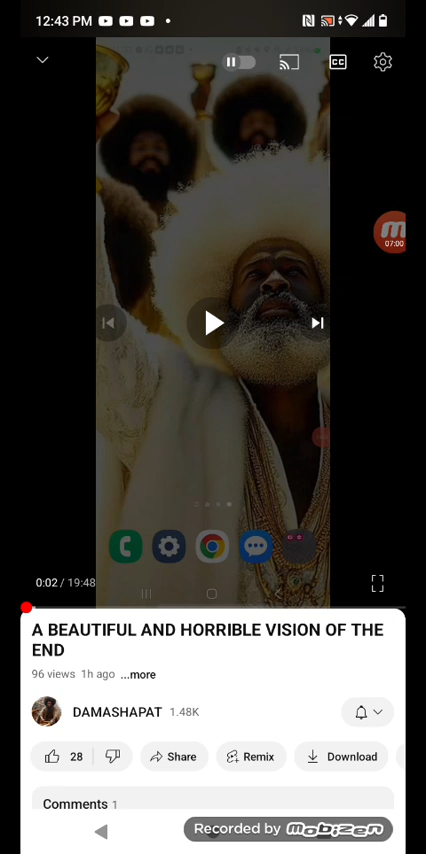 12:43 PM
CC
07:00
0:02 / 19:48
A BEAUTIFUL AND HORRIBLE VISION OF THE
END
96 views 1h ago ...more
DAMASHAPAT 1.48K
28 Share Remix Download
Comments 1
Recorded by mobizen